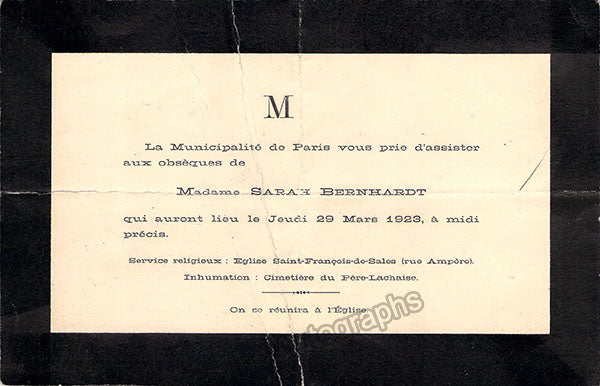 M
La Municipalité de Paris vous prie d'assister
aux obsèques de
Madame SARAH BERNHARDT
qui auront lieu le Jeudi 29 Mars 1923, à midi
précis.
Service religieux : Eglise Saint-François-de-Sales (rue Ampère).
Inhumation : Cimetière du Père-Lachaise.
On se réunira à l'Église.